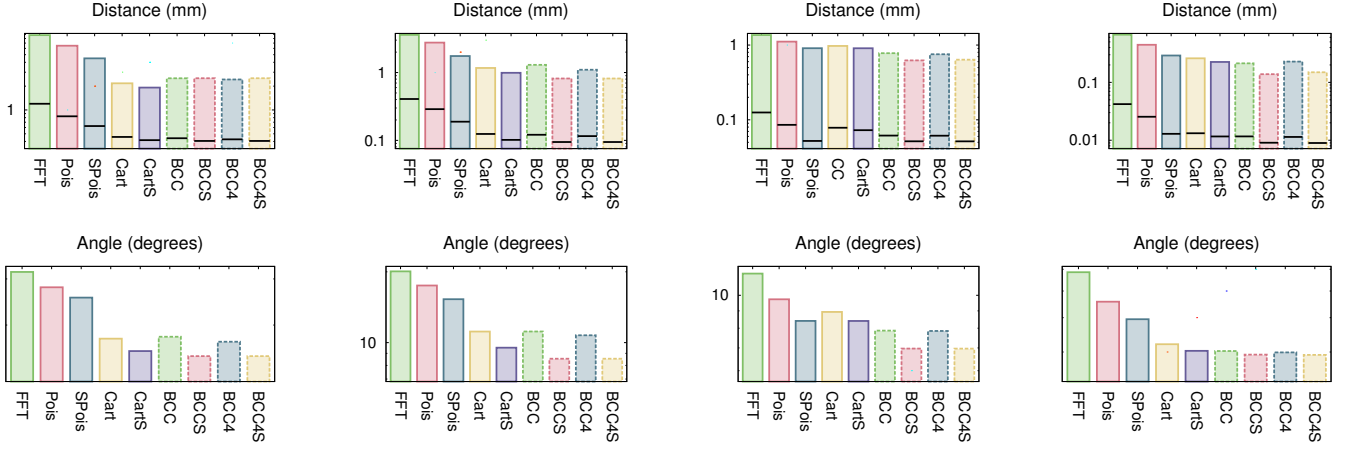 Distance (mm)
1
FFT
Pois
SPois
Cart
CartS
BCC
BCCS
BCC4
BCC4S
Distance (mm)
1
0.1
FFT
Pois
SPois
Cart
CartS
BCC
BCCS
BCC4
BCC4S
Distance (mm)
1
0.1
FFT
Pois
SPois
CC
CartS
BCC
BCCS
BCC4
BCC4S
Distance (mm)
0.1
0.01
FFT
Pois
SPois
Cart
CartS
BCC
BCCS
BCC4
BCC4S
Angle (degrees)
FFT
Pois
SPois
Cart
CartS
BCC
BCCS
BCC4
BCC4S
Angle (degrees)
10
FFT
Pois
SPois
Cart
CartS
BCC
BCCS
BCC4
BCC4S
Angle (degrees)
10
FFT
Pois
SPois
Cart
CartS
BCC
BCCS
BCC4
BCC4S
Angle (degrees)
FFT
Pois
SPois
Cart
CartS
BCC
BCCS
BCC4
BCC4S